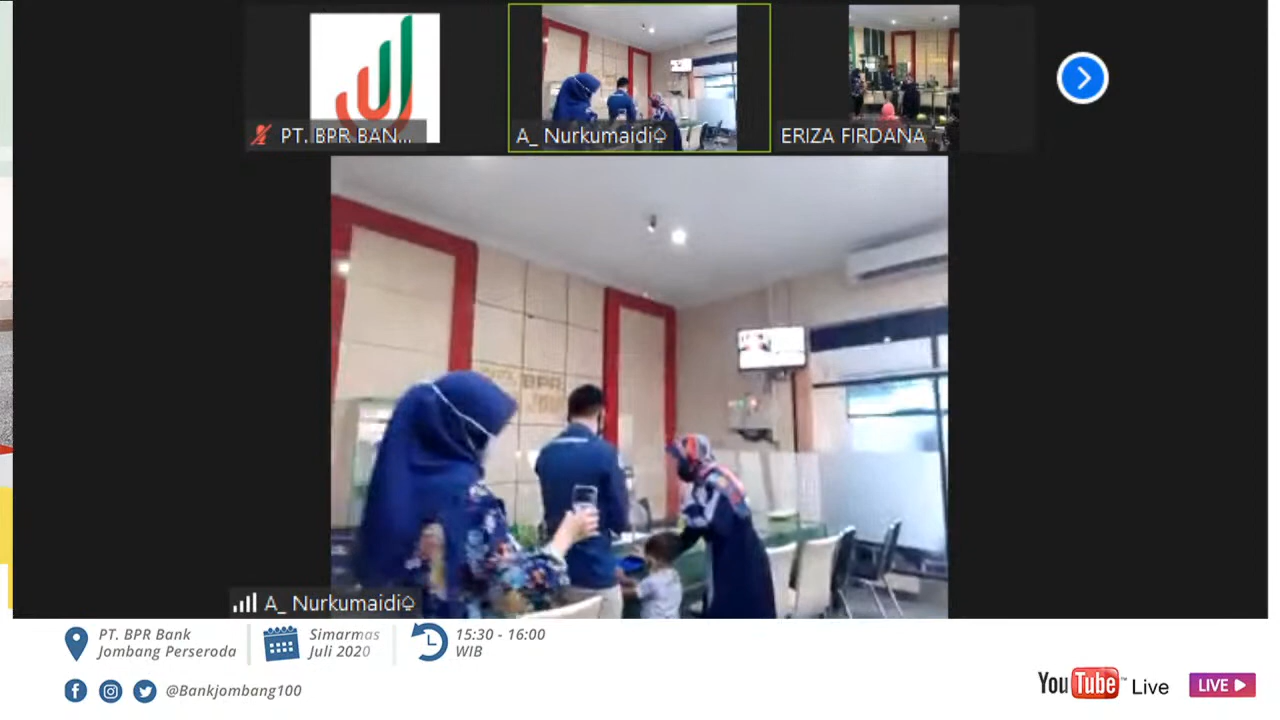 PT. BPR BAN...
A_ Nurkumaidi♤
ERIZA FIRDANA
BPR
A_ Nurkumaidi♤
PT. BPR Bank
Jombang Perseroda
Simarmas
Juli 2020
15:30 - 16:00
WIB
@Bankjombang100
YouTube Live
LIVE